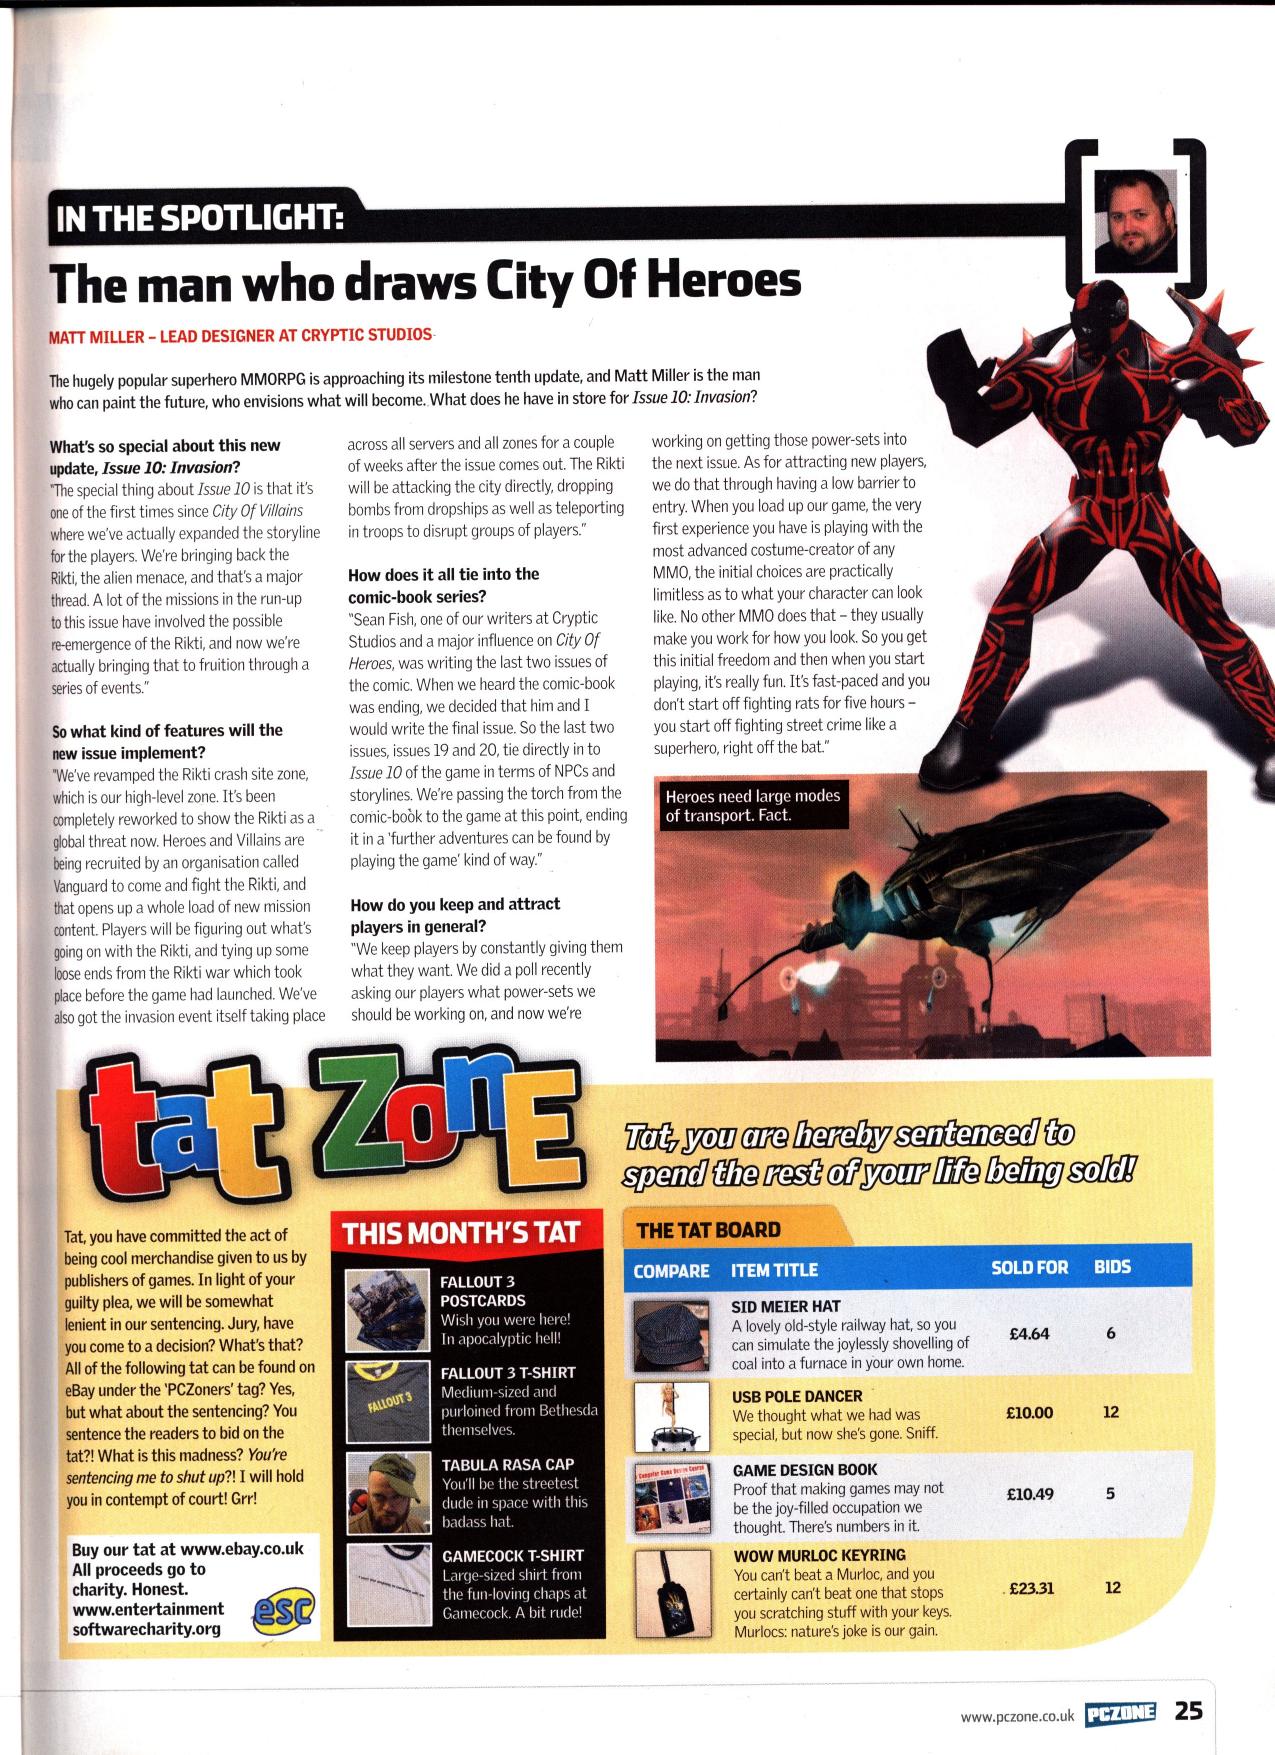 IN THE SPOTLIGHT:
The man who draws City Of Heroes
MATT MILLER – LEAD DESIGNER AT CRYPTIC STUDIOS
The hugely popular superhero MMORPG is approaching its milestone tenth update, and Matt Miller is the man
who can paint the future, who envisions what will become. What does he have in store for Issue 10: Invasion?
What's so special about this new
update, Issue 10: Invasion?
"The special thing about Issue 10 is that it's
one of the first times since City Of Villains
where we've actually expanded the storyline
for the players. We're bringing back the
Rikti, the alien menace, and that's a major
thread. A lot of the missions in the run-up
to this issue have involved the possible
re-emergence of the Rikti, and now we're
actually bringing that to fruition through a
series of events."
So what kind of features will the
new issue implement?
"We've revamped the Rikti crash site zone,
which is our high-level zone. It's been
completely reworked to show the Rikti as a
global threat now. Heroes and Villains are
being recruited by an organisation called
Vanguard to come and fight the Rikti, and
that opens up a whole load of new mission
content. Players will be figuring out what's
going on with the Rikti, and tying up some
loose ends from the Rikti war which took
place before the game had launched. We've
also got the invasion event itself taking place
across all servers and all zones for a couple
of weeks after the issue comes out. The Rikti
will be attacking the city directly, dropping
bombs from dropships as well as teleporting
in troops to disrupt groups of players."
How does it all tie into the
comic-book series?
"Sean Fish, one of our writers at Cryptic
Studios and a major influence on City Of
Heroes, was writing the last two issues of
the comic. When we heard the comic-book
was ending, we decided that him and I
would write the final issue. So the last two
issues, issues 19 and 20, tie directly in to
Issue 10 of the game in terms of NPCs and
storylines. We're passing the torch from the
comic-book to the game at this point, ending
it in a 'further adventures can be found by
playing the game' kind of way."
How do you keep and attract
players in general?
"We keep players by constantly giving them
what they want. We did a poll recently
asking our players what power-sets we
should be working on, and now we're
working on getting those power-sets into
the next issue. As for attracting new players,
we do that through having a low barrier to
entry. When you load up our game, the very
first experience you have is playing with the
most advanced costume-creator of any
MMO, the initial choices are practically
limitless as to what your character can look
like. No other MMO does that – they usually
make you work for how you look. So you get
this initial freedom and then when you start
playing, it's really fun. It's fast-paced and you
don't start off fighting rats for five hours –
you start off fighting street crime like a
superhero, right off the bat."
Heroes need large modes
of transport. Fact.
tat ZonE
Tat, you are hereby sentenced to
spend the rest of your life being sold!
Tat, you have committed the act of
being cool merchandise given to us by
publishers of games. In light of your
guilty plea, we will be somewhat
lenient in our sentencing. Jury, have
you come to a decision? What's that?
All of the following tat can be found on
eBay under the 'PCZoners' tag? Yes,
but what about the sentencing? You
sentence the readers to bid on the
tat?! What is this madness? You're
sentencing me to shut up?! I will hold
you in contempt of court! Grr!
Buy our tat at www.ebay.co.uk
All proceeds go to
charity. Honest.
www.entertainment
softwarecharity.org
esc
THIS MONTH'S TAT
FALLOUT 3
POSTCARDS
Wish you were here!
In apocalyptic hell!
FALLOUT 3
FALLOUT 3 T-SHIRT
Medium-sized and
purloined from Bethesda
themselves.
TABULA RASA CAP
You'll be the streetest
dude in space with this
badass hat.
GAMECOCK T-SHIRT
Large-sized shirt from
the fun-loving chaps at
Gamecock. A bit rude!
THE TAT BOARD
COMPARE ITEM TITLE SOLD FOR BIDS
SID MEIER HAT
A lovely old-style railway hat, so you
can simulate the joylessly shovelling of
coal into a furnace in your own home.
£4.64 6
USB POLE DANCER
We thought what we had was
special, but now she's gone. Sniff.
£10.00 12
Computer Game Design Course
GAME DESIGN BOOK
Proof that making games may not
be the joy-filled occupation we
thought. There's numbers in it.
£10.49 5
WOW MURLOC KEYRING
You can't beat a Murloc, and you
certainly can't beat one that stops
you scratching stuff with your keys.
Murlocs: nature's joke is our gain.
£23.31 12
www.pczone.co.uk PCZONE 25